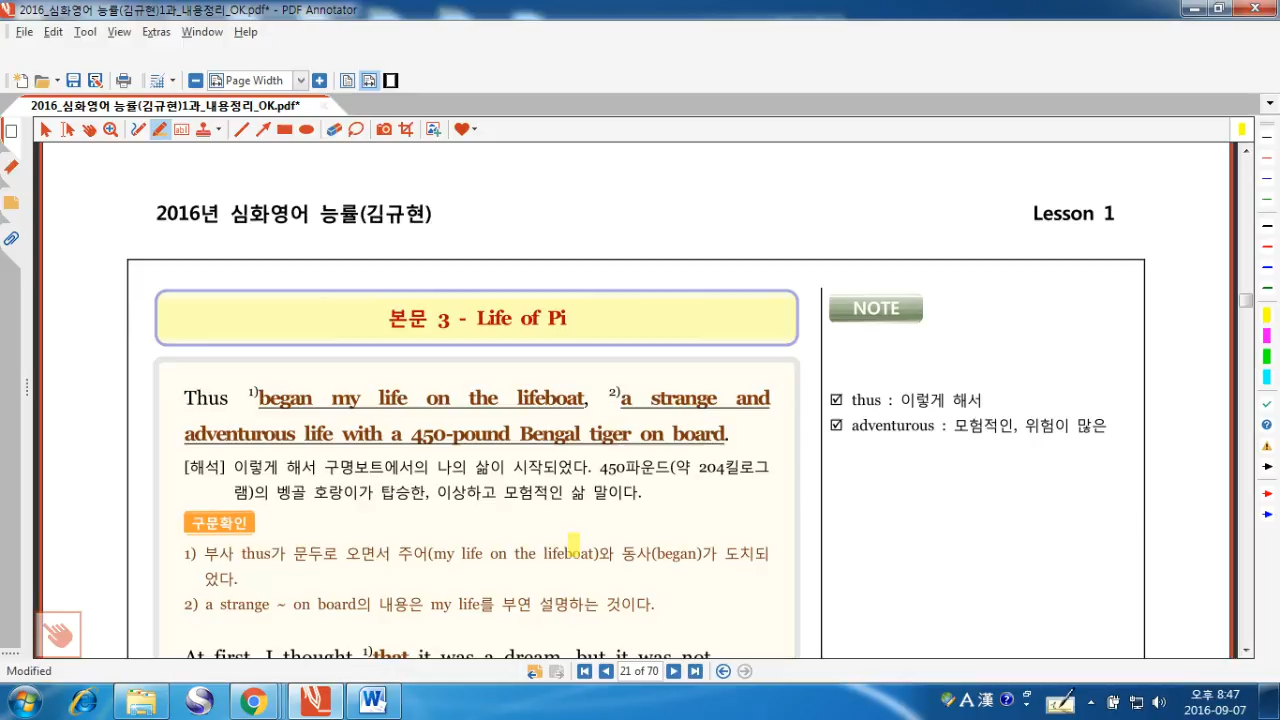 2016_심화영어 능률(김규현)1과_내용정리_OK.pdf* - PDF Annotator
File Edit Tool View Extras Window Help
Page Width
2016_심화영어 능률(김규현)1과_내용정리_OK.pdf*
2016년 심화영어 능률(김규현) Lesson 1
본문 3 - Life of Pi
NOTE
Thus 1)began my life on the lifeboat, 2)a strange and
adventurous life with a 450-pound Bengal tiger on board.
☑ thus : 이렇게 해서
☑ adventurous : 모험적인, 위험이 많은
[해석] 이렇게 해서 구명보트에서의 나의 삶이 시작되었다. 450파운드(약 204킬로그
램)의 벵골 호랑이가 탑승한, 이상하고 모험적인 삶 말이다.
구문확인
1) 부사 thus가 문두로 오면서 주어(my life on the lifeboat)와 동사(began)가 도치되
었다.
2) a strange ~ on board의 내용은 my life를 부연 설명하는 것이다.
At first, I thought 1)that it was a dream, but it was not.
Modified
21 of 70
A 漢
오후 8:47
2016-09-07